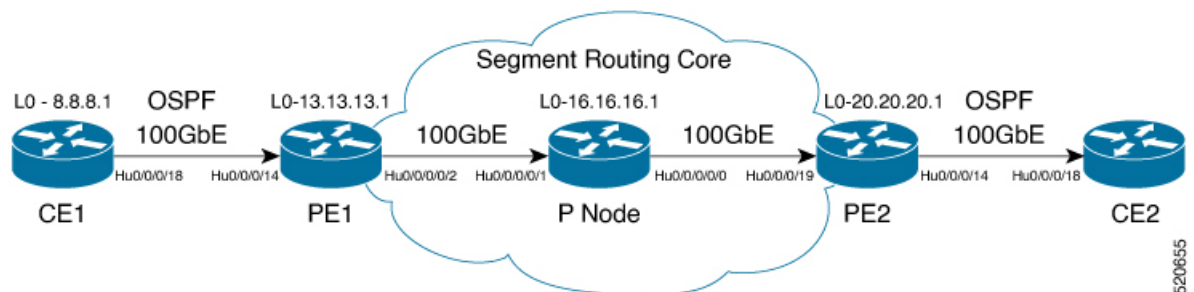 Segment Routing Core
L0 - 8.8.8.1
OSPF
L0-13.13.13.1
L0-16.16.16.1
L0-20.20.20.1
OSPF
100GbE
100GbE
100GbE
100GbE
Hu0/0/0/18
Hu0/0/0/14
Hu0/0/0/0/2
Hu0/0/0/0/1
Hu0/0/0/0/0
Hu0/0/0/19
Hu0/0/0/14
Hu0/0/0/18
CE1
PE1
P Node
PE2
CE2
520655